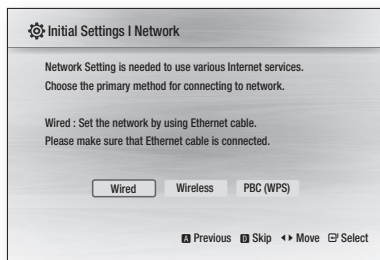 Initial Settings I Network
Network Setting is needed to use various Internet services.
Choose the primary method for connecting to network.
Wired : Set the network by using Ethernet cable.
Please make sure that Ethernet cable is connected.
Wired Wireless PBC (WPS)
A Previous D Skip ◄► Move Select